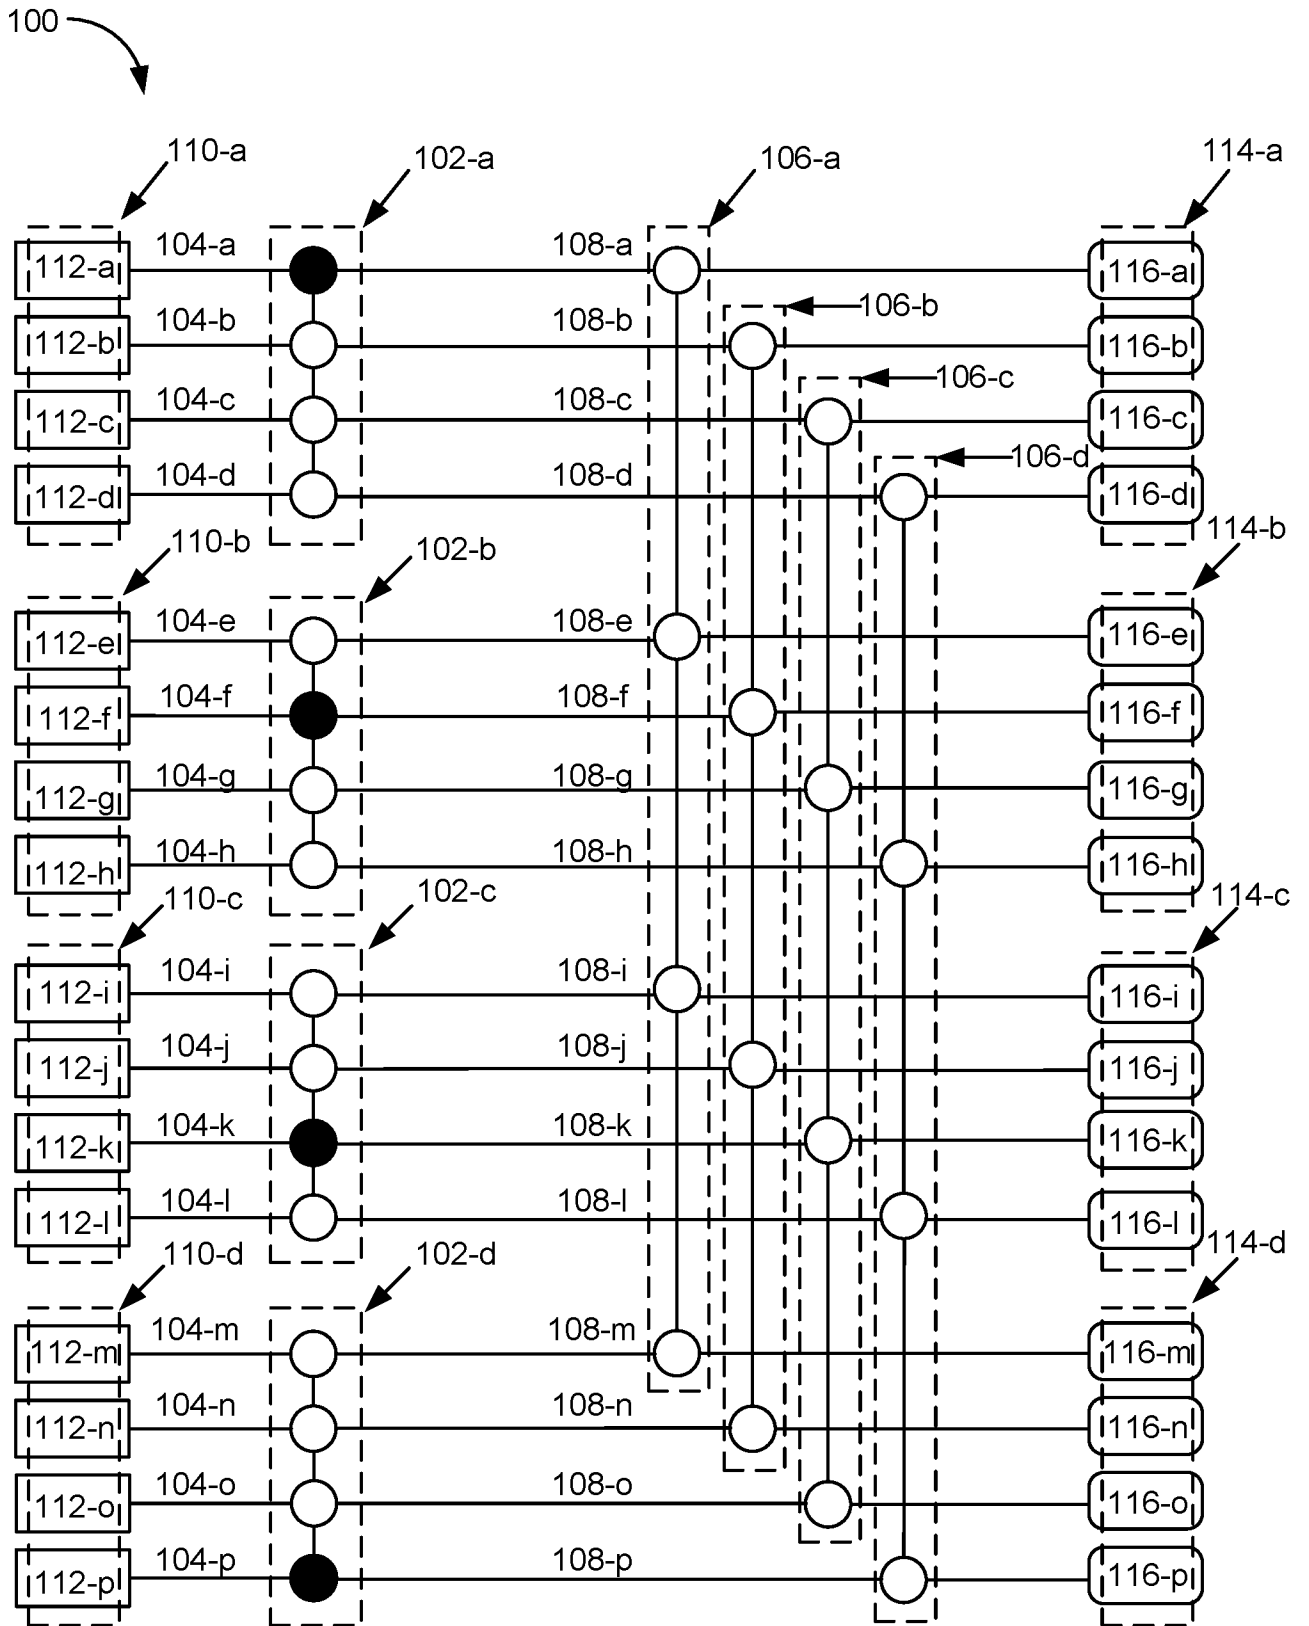 100
110-a 102-a 106-a 114-a
112-a 104-a 108-a 116-a
106-b
112-b 104-b 108-b 116-b
106-c
112-c 104-c 108-c 116-c
106-d
112-d 104-d 108-d 116-d
110-b 102-b 114-b
112-e 104-e 108-e 116-e
112-f 104-f 108-f 116-f
112-g 104-g 108-g 116-g
112-h 104-h 108-h 116-h
110-c 102-c 114-c
112-i 104-i 108-i 116-i
112-j 104-j 108-j 116-j
112-k 104-k 108-k 116-k
112-l 104-l 108-l 116-l
110-d 102-d 114-d
112-m 104-m 108-m 116-m
112-n 104-n 108-n 116-n
112-o 104-o 108-o 116-o
112-p 104-p 108-p 116-p